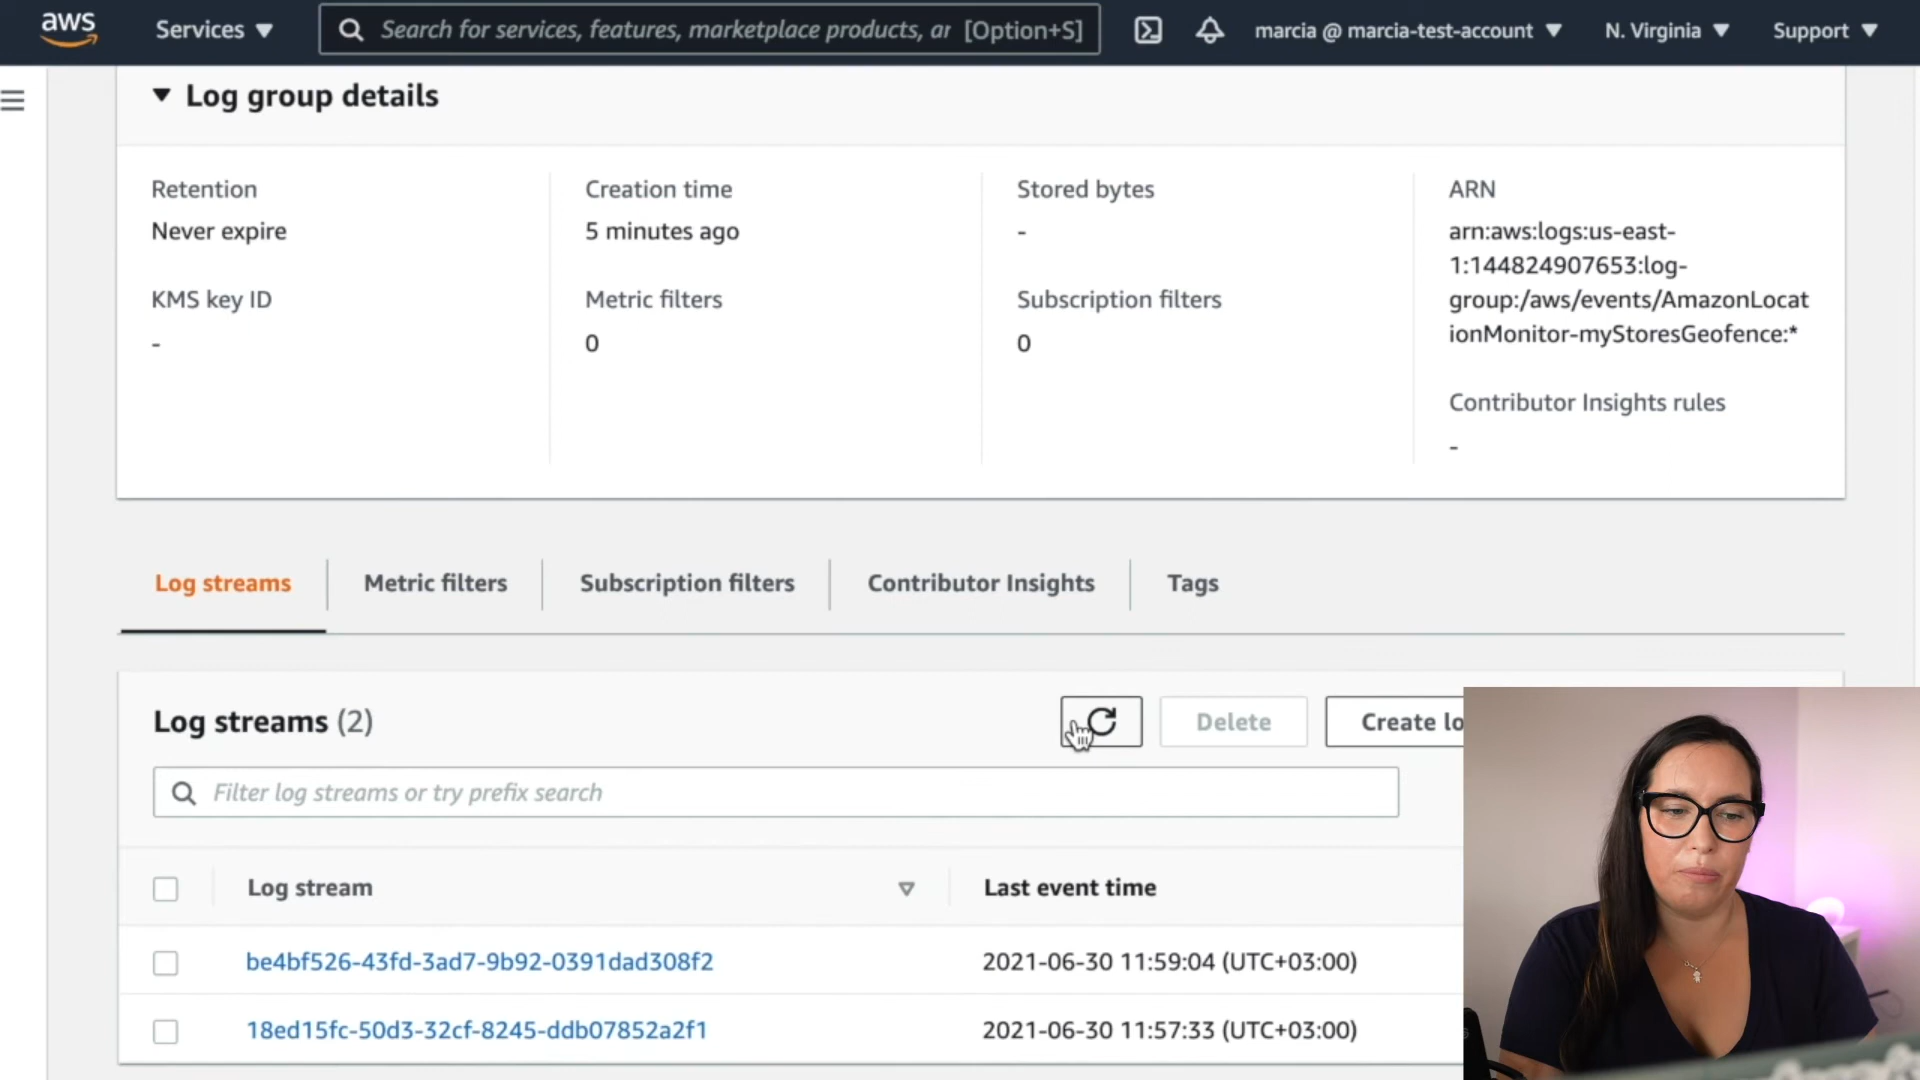 aws
Services ▼
Search for services, features, marketplace products, ar [Option+S]
marcia @ marcia-test-account ▼
N. Virginia ▼
Support ▼
▼ Log group details
Retention
Never expire
KMS key ID
-
Creation time
5 minutes ago
Metric filters
0
Stored bytes
-
Subscription filters
0
ARN
arn:aws:logs:us-east-
1:144824907653:log-
group:/aws/events/AmazonLocat
ionMonitor-myStoresGeofence:*
Contributor Insights rules
-
Log streams
Metric filters
Subscription filters
Contributor Insights
Tags
Log streams (2)
Delete
Create lo
Filter log streams or try prefix search
Log stream
Last event time
be4bf526-43fd-3ad7-9b92-0391dad308f2
2021-06-30 11:59:04 (UTC+03:00)
18ed15fc-50d3-32cf-8245-ddb07852a2f1
2021-06-30 11:57:33 (UTC+03:00)